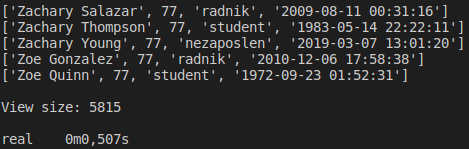 ['Zachary Salazar', 77, 'radnik', '2009-08-11 00:31:16']
['Zachary Thompson', 77, 'student', '1983-05-14 22:22:11']
['Zachary Young', 77, 'nezaposlen', '2019-03-07 13:01:20']
['Zoe Gonzalez', 77, 'radnik', '2010-12-06 17:58:38']
['Zoe Quinn', 77, 'student', '1972-09-23 01:52:31']
View size: 5815
real    0m0,507s